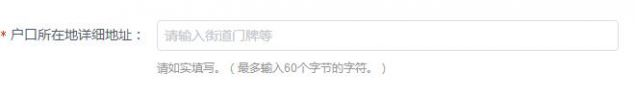 * 户口所在地详细地址： 请输入街道门牌等
请如实填写。（最多输入60个字节的字符。）